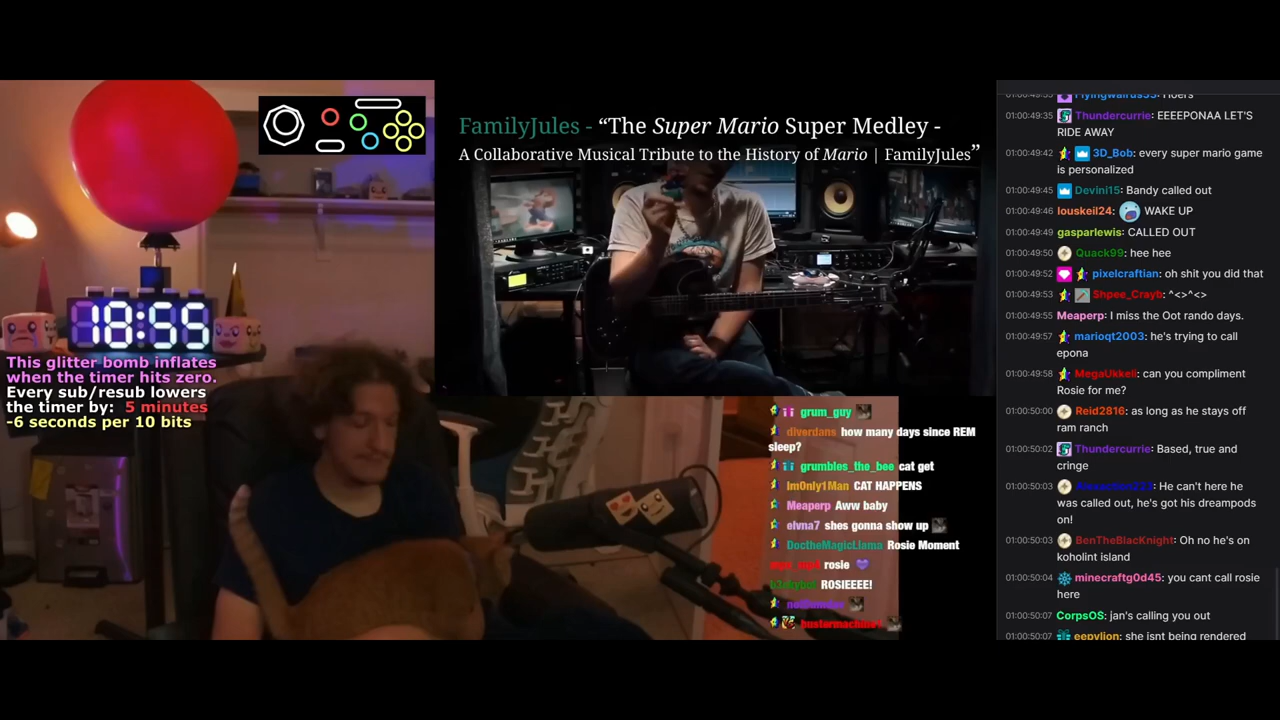 FamilyJules - “The Super Mario Super Medley -
A Collaborative Musical Tribute to the History of Mario | FamilyJules”
18:55
This glitter bomb inflates
when the timer hits zero.
Every sub/resub lowers
the timer by: 5 minutes
-6 seconds per 10 bits
grum_guy
diverdans how many days since REM
sleep?
grumbles_the_bee cat get
Im0nly1Man CAT HAPPENS
Meaperp Aww baby
elvna7 shes gonna show up
DoctheMagicLlama Rosie Moment
rosie
ROSIEEEE!
01:00:49:35 Thundercurrie: EEEEPONAA LET'S
RIDE AWAY
01:00:49:42 3D_Bob: every super mario game
is personalized
01:00:49:45 Devini15: Bandy called out
01:00:49:46 louskeil24: WAKE UP
01:00:49:49 gasparlewis: CALLED OUT
01:00:49:50 Quack99: hee hee
01:00:49:52 pixelcraftian: oh shit you did that
01:00:49:53 Shpee_Crayb: ^<>^<>
01:00:49:55 Meaperp: I miss the Oot rando days.
01:00:49:57 marioqt2003: he's trying to call
epona
01:00:49:58 MegaUkkeli: can you compliment
Rosie for me?
01:00:50:00 Reid2816: as long as he stays off
ram ranch
01:00:50:02 Thundercurrie: Based, true and
cringe
01:00:50:03 He can't here he
was called out, he's got his dreampods
on!
01:00:50:03 BenTheBlacKnight: Oh no he's on
koholint island
01:00:50:04 minecraftg0d45: you cant call rosie
here
01:00:50:07 CorpsOS: jan's calling you out
01:00:50:07 eepylion: she isnt being rendered